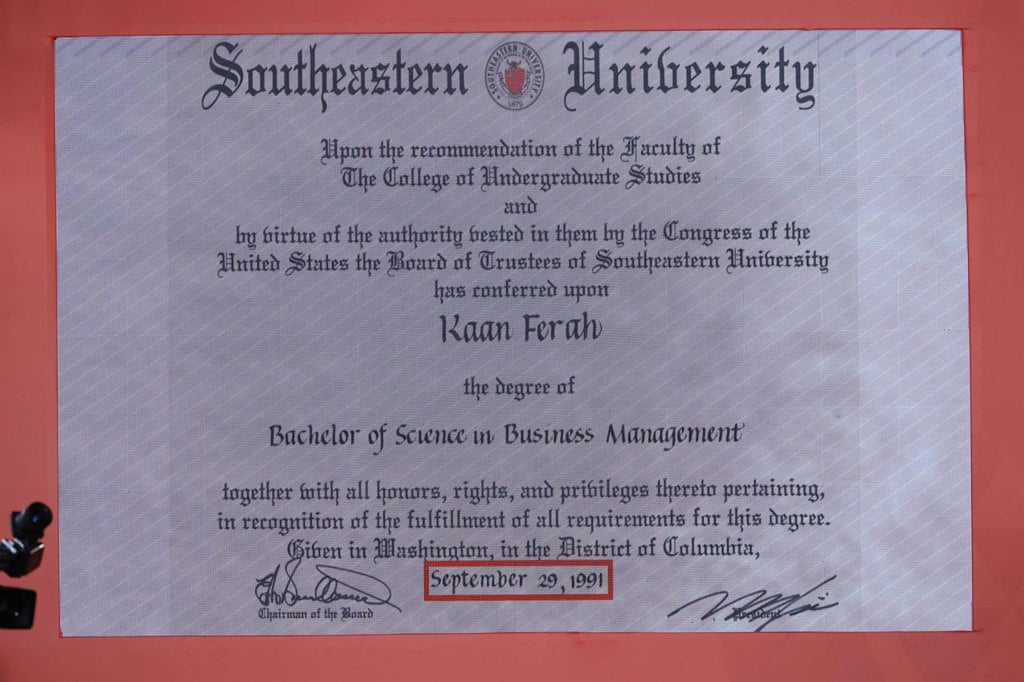 Southeastern University
SOUTHEASTERN UNIVERSITY
1879
Upon the recommendation of the Faculty of
The College of Undergraduate Studies
and
by virtue of the authority vested in them by the Congress of the
United States the Board of Trustees of Southeastern University
has conferred upon
Kaan Ferah
the degree of
Bachelor of Science in Business Management
together with all honors, rights, and privileges thereto pertaining,
in recognition of the fulfillment of all requirements for this degree.
Given in Washington, in the District of Columbia,
September 29, 1991
Chairman of the Board
President